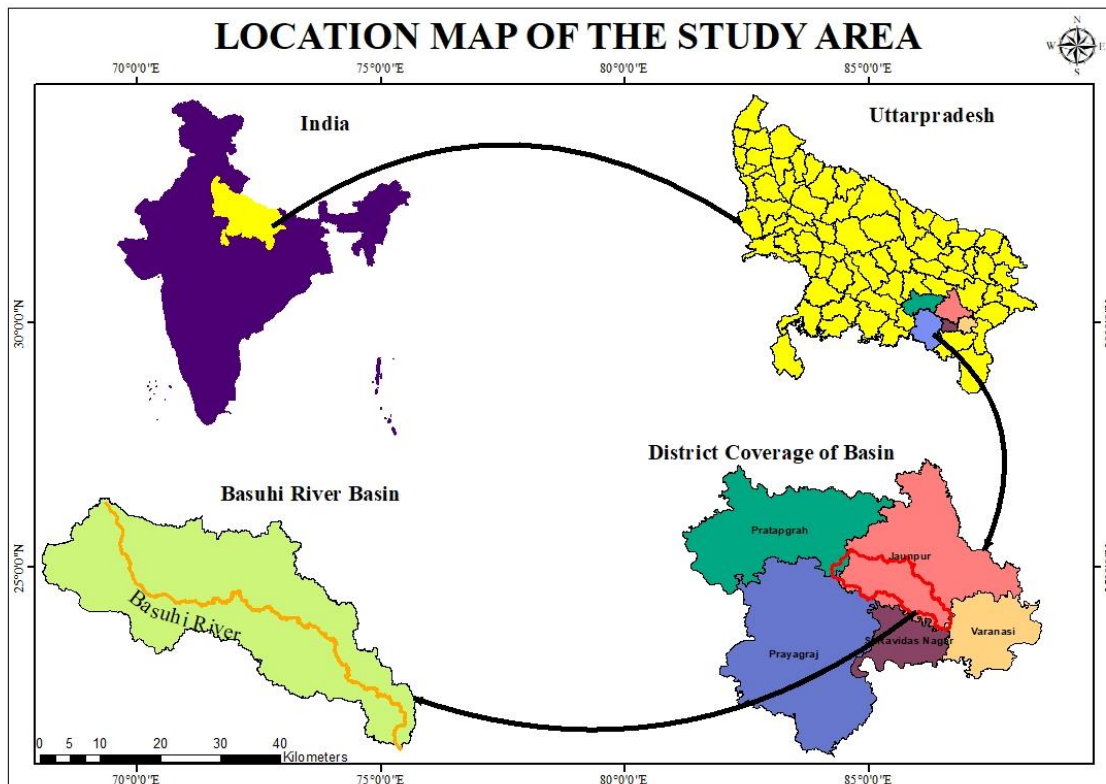 LOCATION MAP OF THE STUDY AREA
N
W E
S
70°0'0"E 75°0'0"E 80°0'0"E 85°0'0"E
India
Uttarpradesh
30°0'0"N
District Coverage of Basin
Basuhi River Basin
Pratapgrah
Jaunpur
25°0'0"N
Basuhi River
Ravidas Nagar
Varanasi
Prayagraj
0 5 10 20 30 40
Kilometers
70°0'0"E 75°0'0"E 80°0'0"E 85°0'0"E